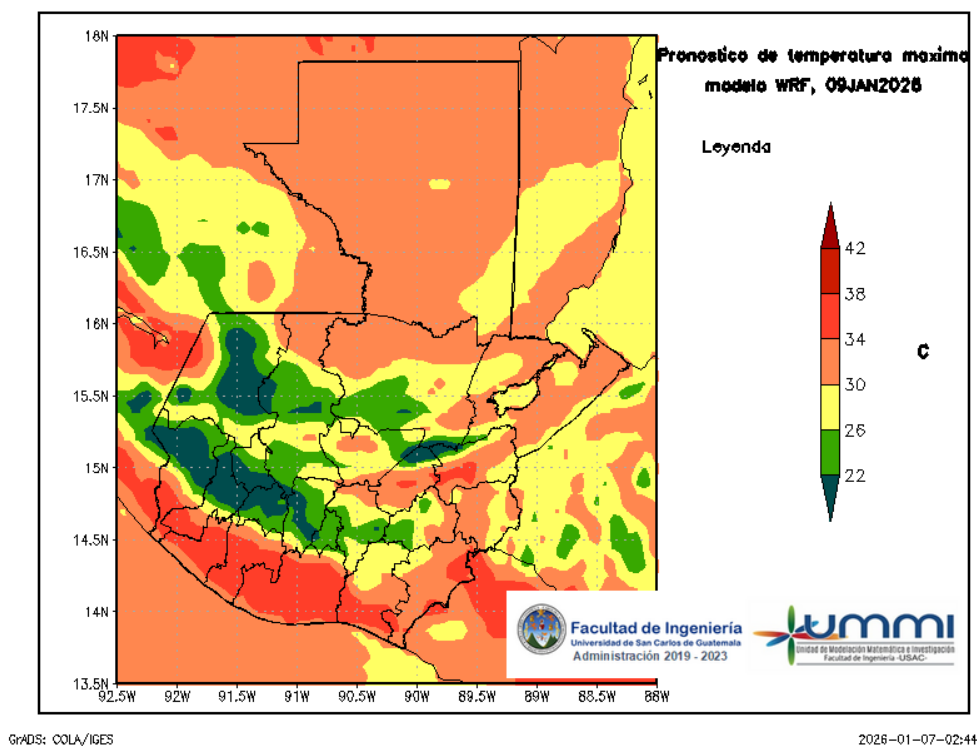 Pronostico de temperatura maxima
modelo WRF, 09JAN2026
Leyenda
42
38
34
30
26
22
C
18N
17.5N
17N
16.5N
16N
15.5N
15N
14.5N
14N
13.5N
92.5W 92W 91.5W 91W 90.5W 90W 89.5W 89W 88.5W 88W
Facultad de Ingeniería
Universidad de San Carlos de Guatemala
Administración 2019 - 2023
ummi
Unidad de Modelación Matemática e Investigación
Facultad de Ingeniería -USAC-
GrADS: COLA/IGES
2026-01-07-02:44